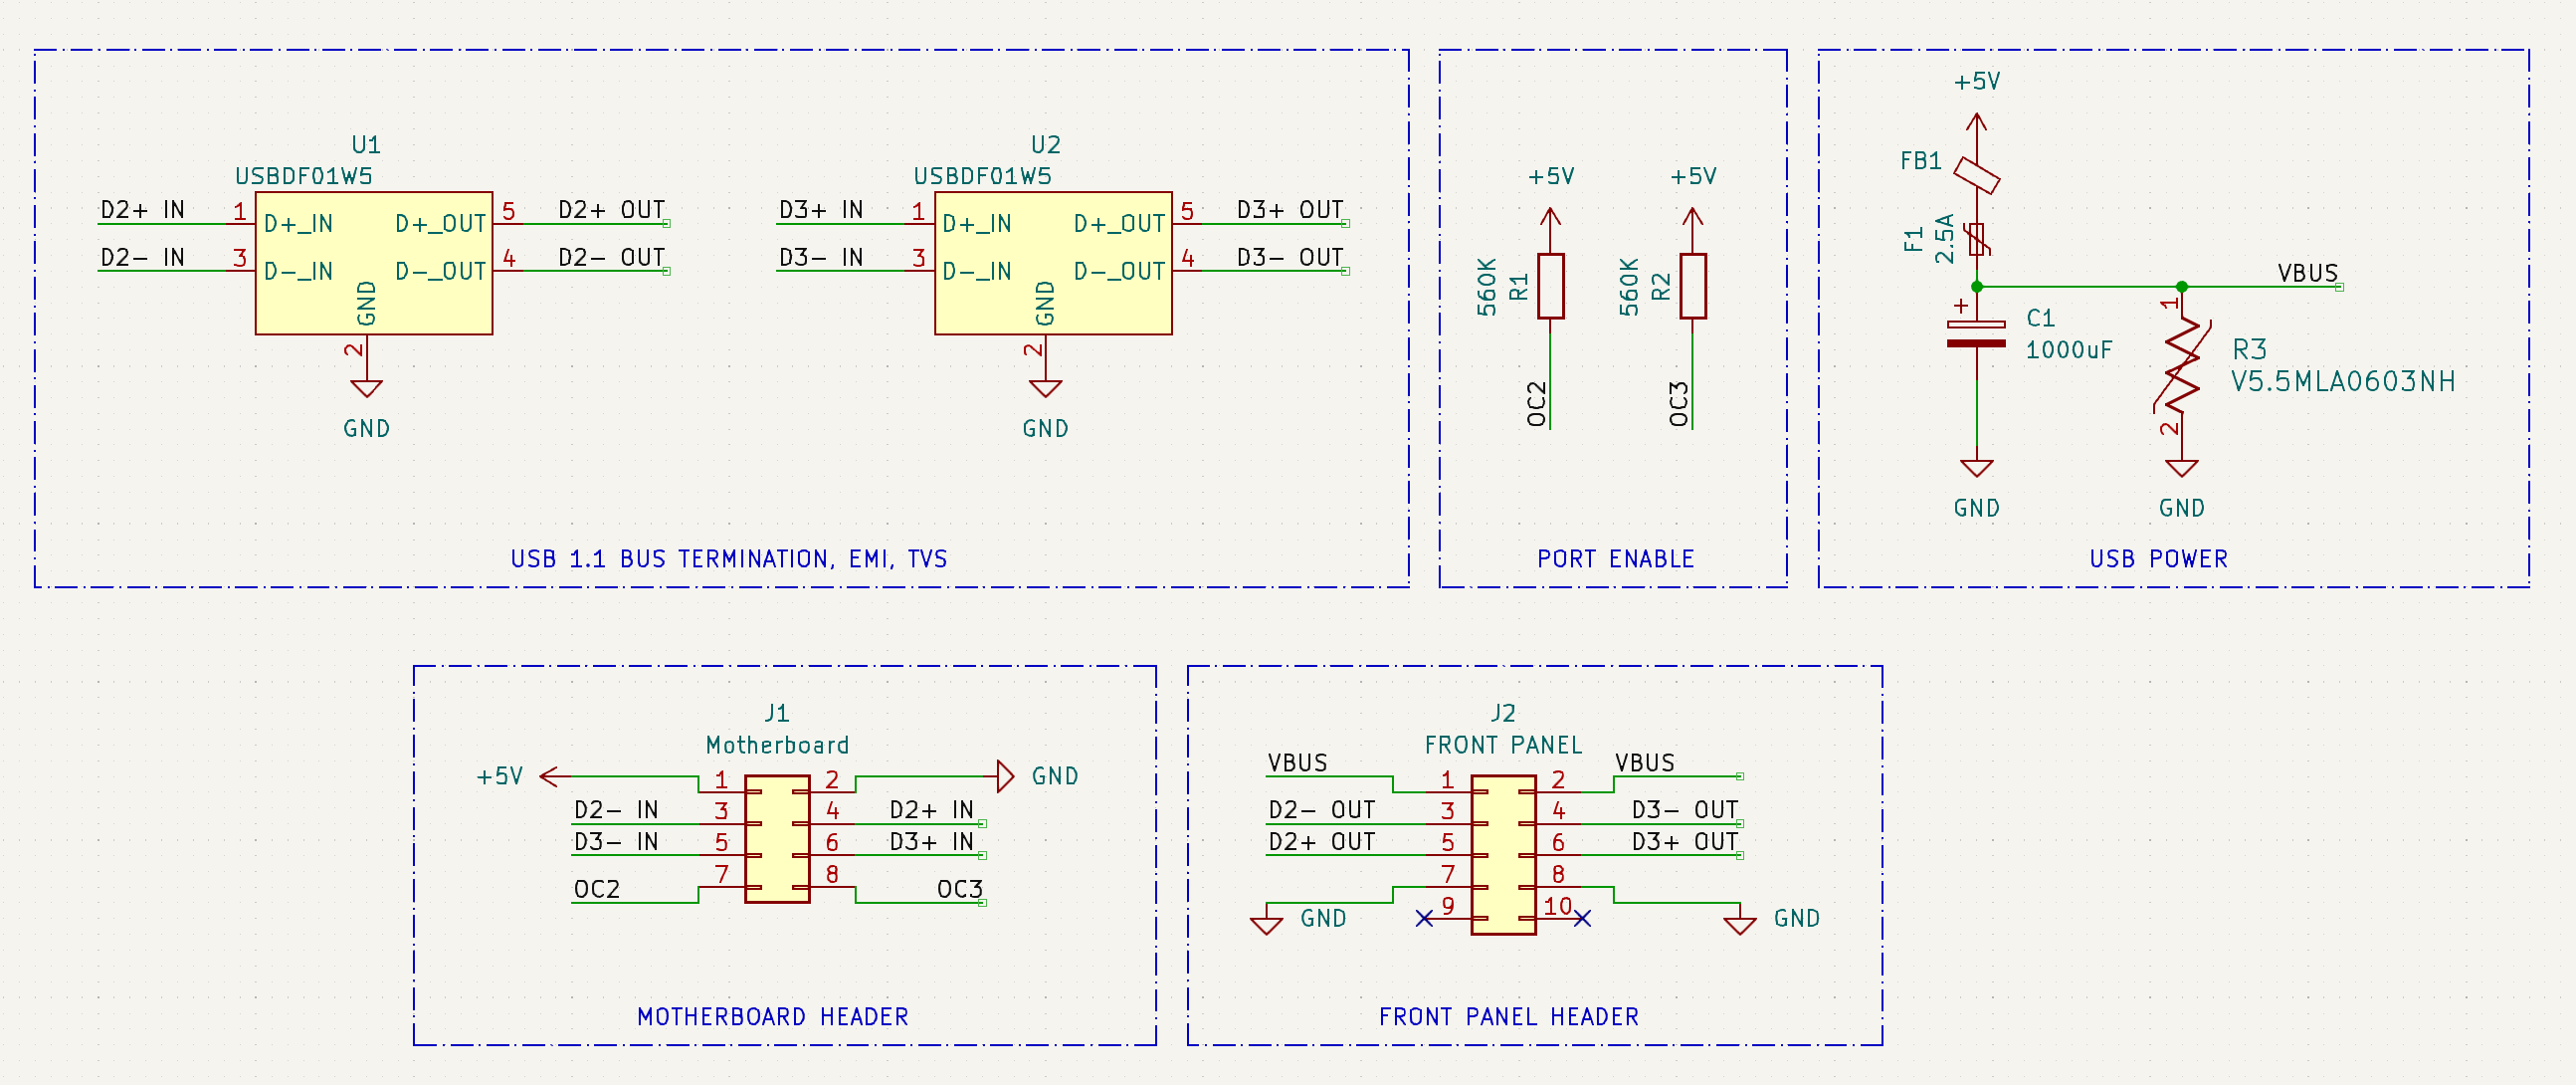 U1
USBDF01W5
D2+ IN
1
D+_IN
D+_OUT
5
D2+ OUT
D2- IN
3
D-_IN
D-_OUT
4
D2- OUT
GND
2
GND
U2
USBDF01W5
D3+ IN
1
D+_IN
D+_OUT
5
D3+ OUT
D3- IN
3
D-_IN
D-_OUT
4
D3- OUT
GND
2
GND
USB 1.1 BUS TERMINATION, EMI, TVS
+5V
560K
R1
OC2
+5V
560K
R2
OC3
PORT ENABLE
+5V
FB1
F1
2.5A
VBUS
+
C1
1000uF
GND
1
R3
V5.5MLA0603NH
2
GND
USB POWER
J1
Motherboard
+5V
1
2
GND
D2- IN
3
4
D2+ IN
D3- IN
5
6
D3+ IN
OC2
7
8
OC3
MOTHERBOARD HEADER
J2
FRONT PANEL
VBUS
1
2
VBUS
D2- OUT
3
4
D3- OUT
D2+ OUT
5
6
D3+ OUT
7
8
GND
9
10
GND
FRONT PANEL HEADER